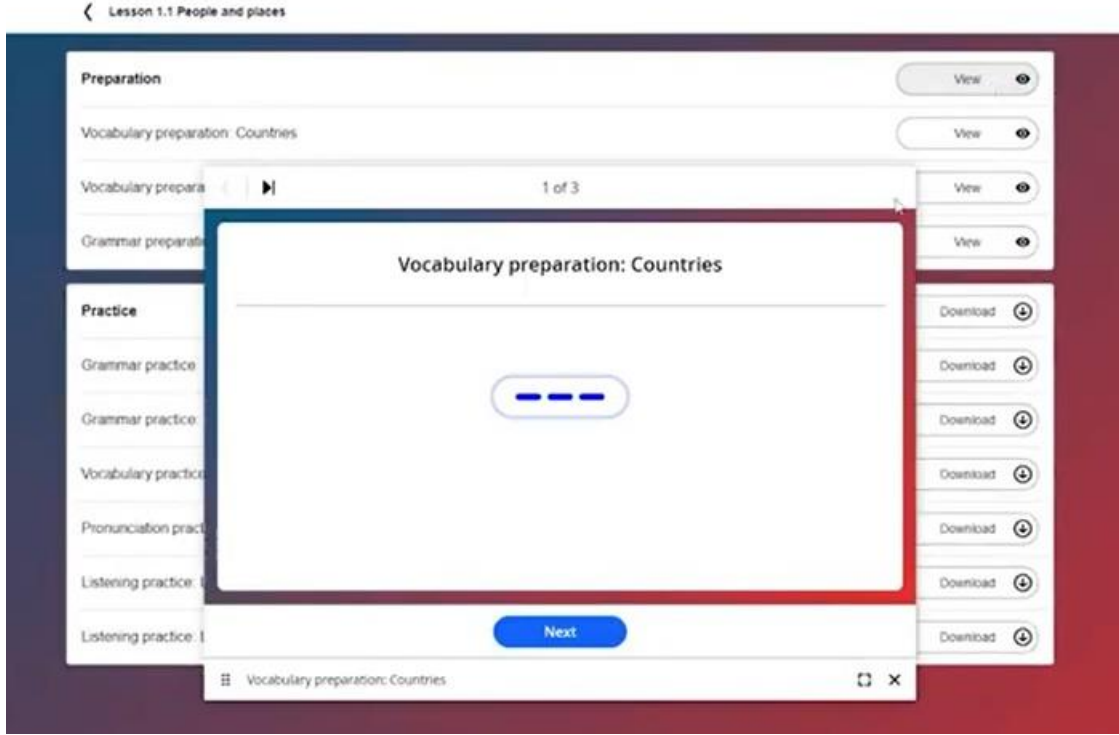 Lesson 1.1 People and places
Preparation View
Vocabulary preparation: Countries View
Vocabulary prepara View
Grammar preparati View
1 of 3
Vocabulary preparation: Countries
Practice Download
Grammar practice Download
Grammar practice: Download
Vocabulary practice Download
Pronunciation pract Download
Listening practice: Download
Listening practice: Download
Next
Vocabulary preparation: Countries